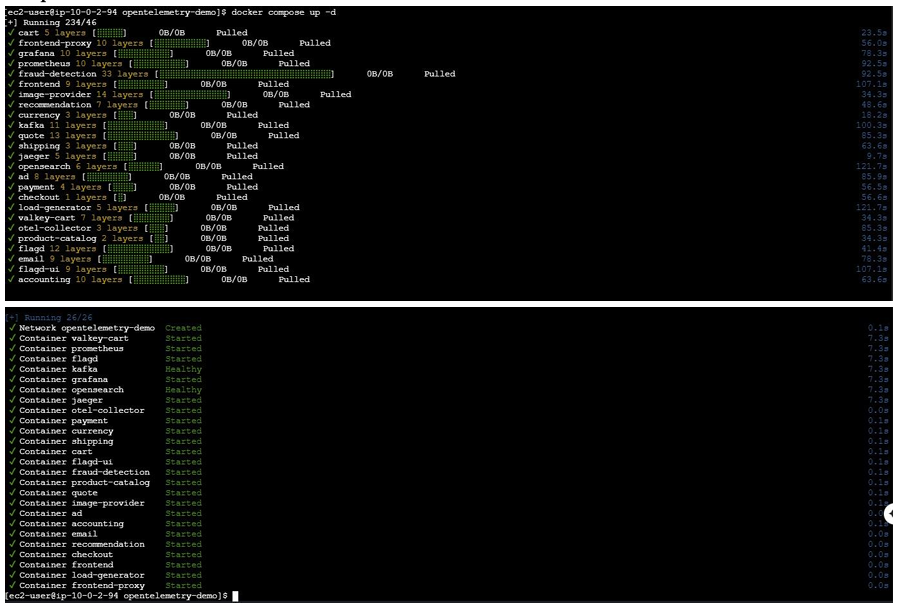 [ec2-user@ip-10-0-2-94 opentelemetry-demo]$ docker compose up -d
[+] Running 234/46
✓ cart 5 layers [⣿⣿⣿⣿⣿] 0B/0B Pulled 23.5s
✓ frontend-proxy 10 layers [⣿⣿⣿⣿⣿⣿⣿⣿⣿⣿] 0B/0B Pulled 56.0s
✓ grafana 10 layers [⣿⣿⣿⣿⣿⣿⣿⣿⣿⣿] 0B/0B Pulled 78.3s
✓ prometheus 10 layers [⣿⣿⣿⣿⣿⣿⣿⣿⣿⣿] 0B/0B Pulled 92.5s
✓ fraud-detection 33 layers [⣿⣿⣿⣿⣿⣿⣿⣿⣿⣿⣿⣿⣿⣿⣿⣿⣿⣿⣿⣿⣿⣿⣿⣿⣿⣿⣿⣿⣿⣿⣿⣿⣿] 0B/0B Pulled 92.5s
✓ frontend 9 layers [⣿⣿⣿⣿⣿⣿⣿⣿⣿] 0B/0B Pulled 107.1s
✓ image-provider 14 layers [⣿⣿⣿⣿⣿⣿⣿⣿⣿⣿⣿⣿⣿⣿] 0B/0B Pulled 34.3s
✓ recommendation 7 layers [⣿⣿⣿⣿⣿⣿⣿] 0B/0B Pulled 48.6s
✓ currency 3 layers [⣿⣿⣿] 0B/0B Pulled 18.2s
✓ kafka 11 layers [⣿⣿⣿⣿⣿⣿⣿⣿⣿⣿⣿] 0B/0B Pulled 100.3s
✓ quote 13 layers [⣿⣿⣿⣿⣿⣿⣿⣿⣿⣿⣿⣿⣿] 0B/0B Pulled 85.3s
✓ shipping 3 layers [⣿⣿⣿] 0B/0B Pulled 63.6s
✓ jaeger 5 layers [⣿⣿⣿⣿⣿] 0B/0B Pulled 9.7s
✓ opensearch 6 layers [⣿⣿⣿⣿⣿⣿] 0B/0B Pulled 121.7s
✓ ad 8 layers [⣿⣿⣿⣿⣿⣿⣿⣿] 0B/0B Pulled 85.9s
✓ payment 4 layers [⣿⣿⣿⣿] 0B/0B Pulled 56.5s
✓ checkout 1 layers [⣿] 0B/0B Pulled 56.6s
✓ load-generator 5 layers [⣿⣿⣿⣿⣿] 0B/0B Pulled 121.7s
✓ valkey-cart 7 layers [⣿⣿⣿⣿⣿⣿⣿] 0B/0B Pulled 34.3s
✓ otel-collector 3 layers [⣿⣿⣿] 0B/0B Pulled 85.3s
✓ product-catalog 2 layers [⣿⣿] 0B/0B Pulled 34.3s
✓ flagd 12 layers [⣿⣿⣿⣿⣿⣿⣿⣿⣿⣿⣿⣿] 0B/0B Pulled 41.4s
✓ email 9 layers [⣿⣿⣿⣿⣿⣿⣿⣿⣿] 0B/0B Pulled 78.3s
✓ flagd-ui 9 layers [⣿⣿⣿⣿⣿⣿⣿⣿⣿] 0B/0B Pulled 107.1s
✓ accounting 10 layers [⣿⣿⣿⣿⣿⣿⣿⣿⣿⣿] 0B/0B Pulled 63.6s
[+] Running 26/26
✓ Network opentelemetry-demo Created 0.1s
✓ Container valkey-cart Started 7.3s
✓ Container prometheus Started 7.3s
✓ Container flagd Started 7.3s
✓ Container kafka Healthy 7.3s
✓ Container grafana Started 7.3s
✓ Container opensearch Healthy 7.3s
✓ Container jaeger Started 7.3s
✓ Container otel-collector Started 0.0s
✓ Container payment Started 0.1s
✓ Container currency Started 0.1s
✓ Container shipping Started 0.1s
✓ Container cart Started 0.1s
✓ Container flagd-ui Started 0.1s
✓ Container fraud-detection Started 0.1s
✓ Container product-catalog Started 0.1s
✓ Container quote Started 0.1s
✓ Container image-provider Started 0.1s
✓ Container ad Started
✓ Container accounting Started 0.1s
✓ Container email Started 0.0s
✓ Container recommendation Started 0.0s
✓ Container checkout Started 0.0s
✓ Container frontend Started 0.0s
✓ Container load-generator Started 0.0s
✓ Container frontend-proxy Started 0.0s
[ec2-user@ip-10-0-2-94 opentelemetry-demo]$